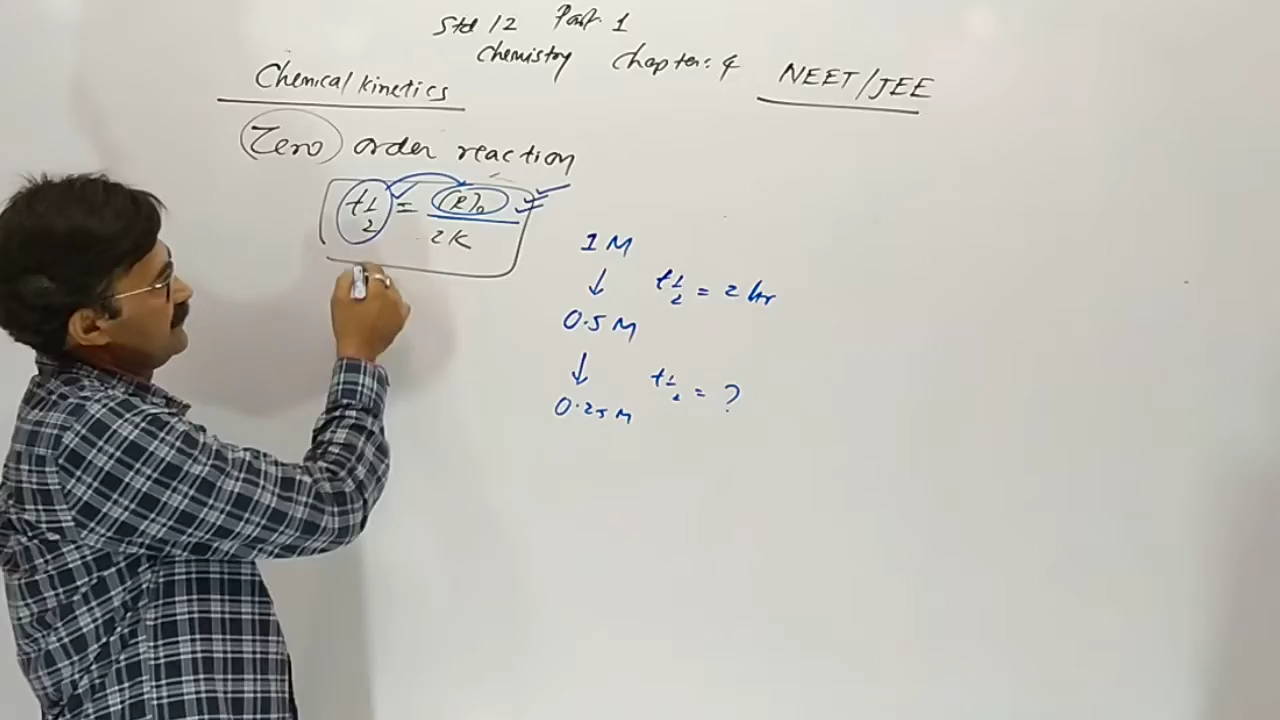 Std 12 Part 1
Chemistry Chapter: 4
NEET/JEE
Chemical kinetics
Zero order reaction
t1/2 = [R]0 / 2K
1 M
↓ t1/2 = 2 hr
0.5 M
↓ t1/2 = ?
0.25 M